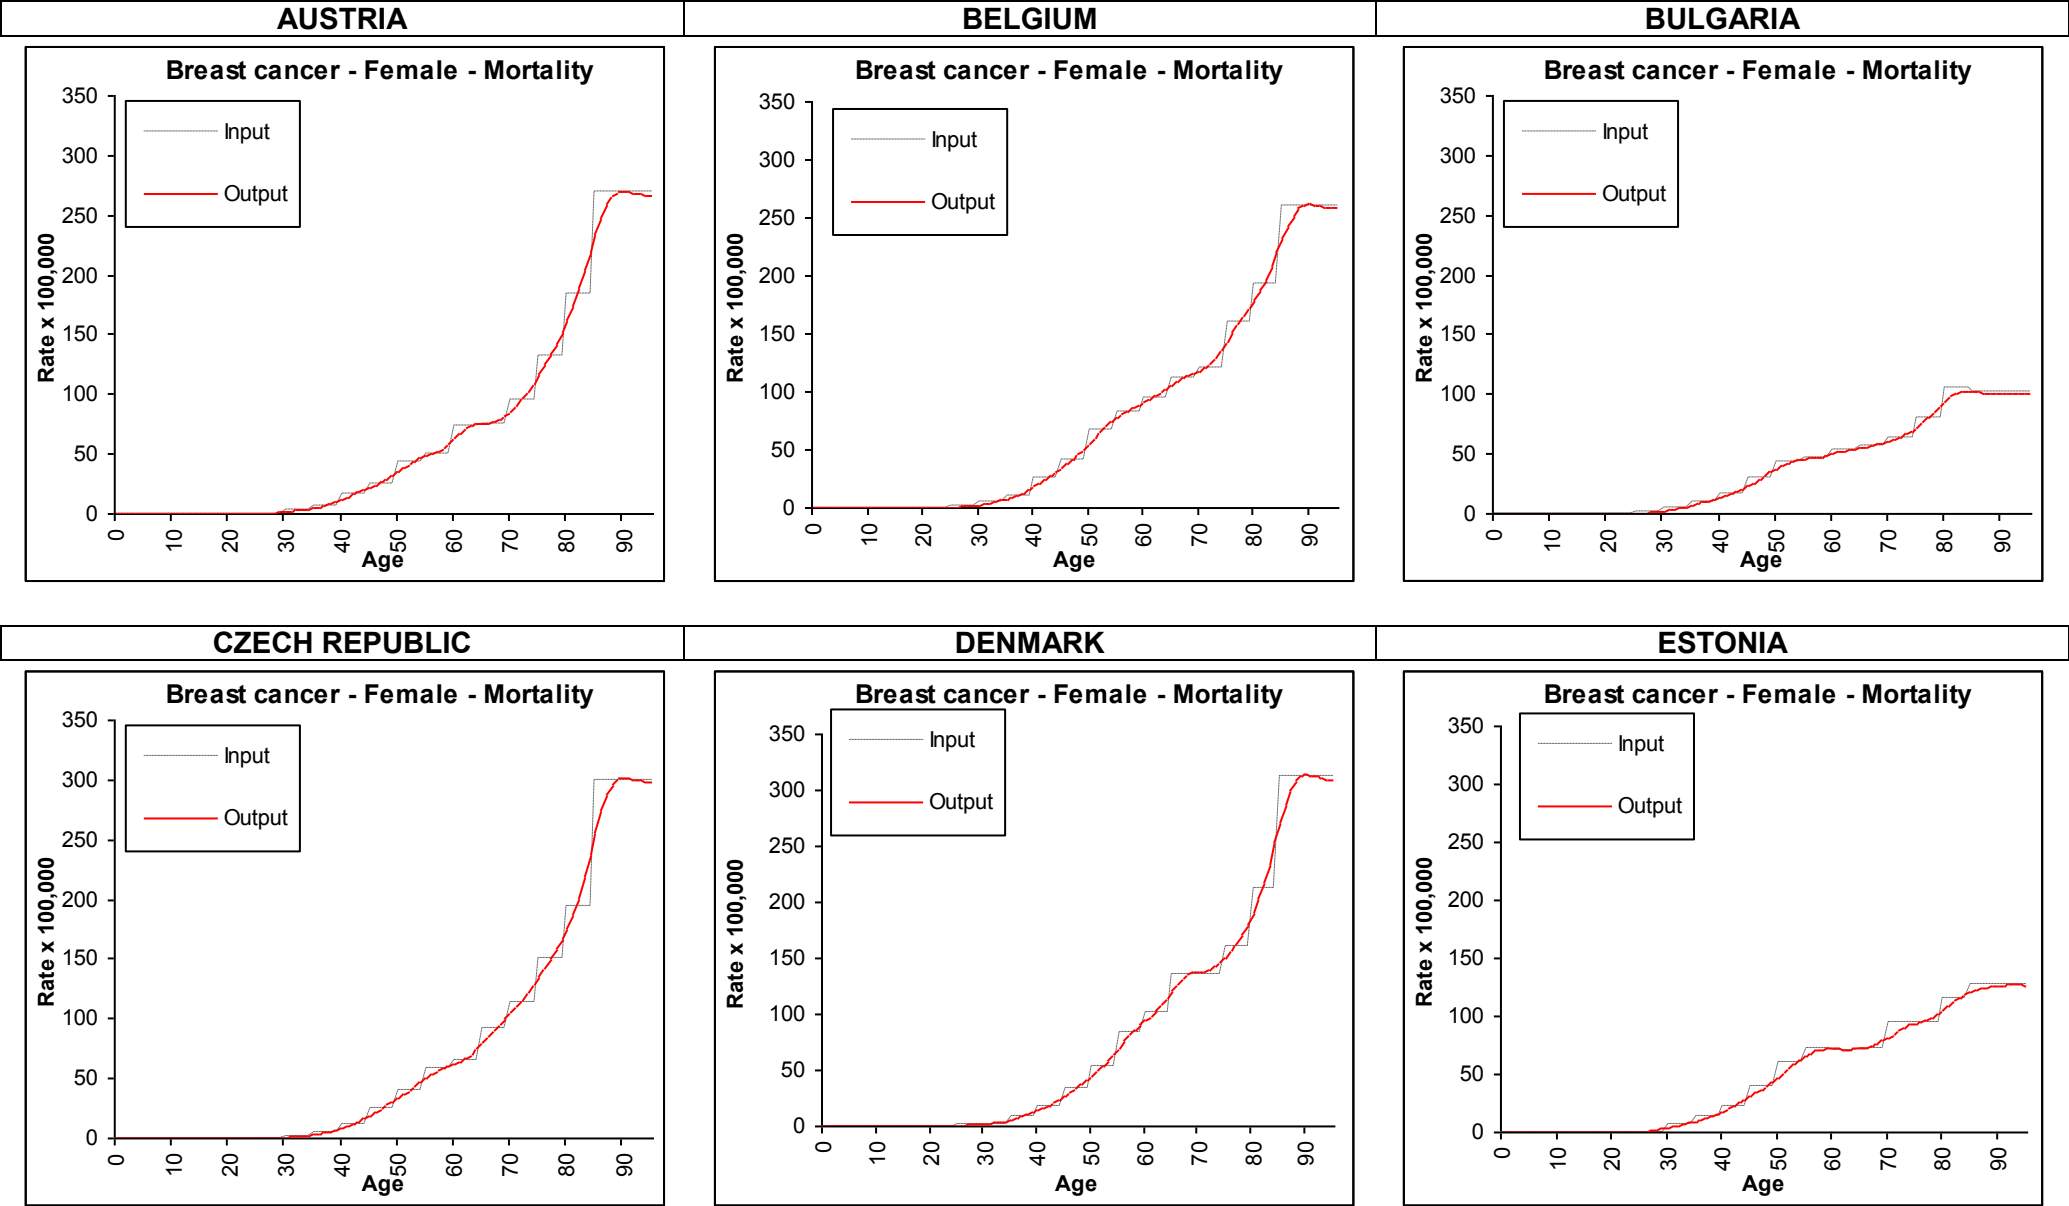 AUSTRIA BELGIUM BULGARIA
Breast cancer - Female - Mortality
350
300
250
200
150
100
50
0
Rate x 100,000
Input
Output
0 10 20 30 40 50 60 70 80 90
Age
Breast cancer - Female - Mortality
350
300
250
200
150
100
50
0
Rate x 100,000
Input
Output
0 10 20 30 40 50 60 70 80 90
Age
Breast cancer - Female - Mortality
350
300
250
200
150
100
50
0
Rate x 100,000
Input
Output
0 10 20 30 40 50 60 70 80 90
Age
CZECH REPUBLIC DENMARK ESTONIA
Breast cancer - Female - Mortality
350
300
250
200
150
100
50
0
Rate x 100,000
Input
Output
0 10 20 30 40 50 60 70 80 90
Age
Breast cancer - Female - Mortality
350
300
250
200
150
100
50
0
Rate x 100,000
Input
Output
0 10 20 30 40 50 60 70 80 90
Age
Breast cancer - Female - Mortality
350
300
250
200
150
100
50
0
Rate x 100,000
Input
Output
0 10 20 30 40 50 60 70 80 90
Age